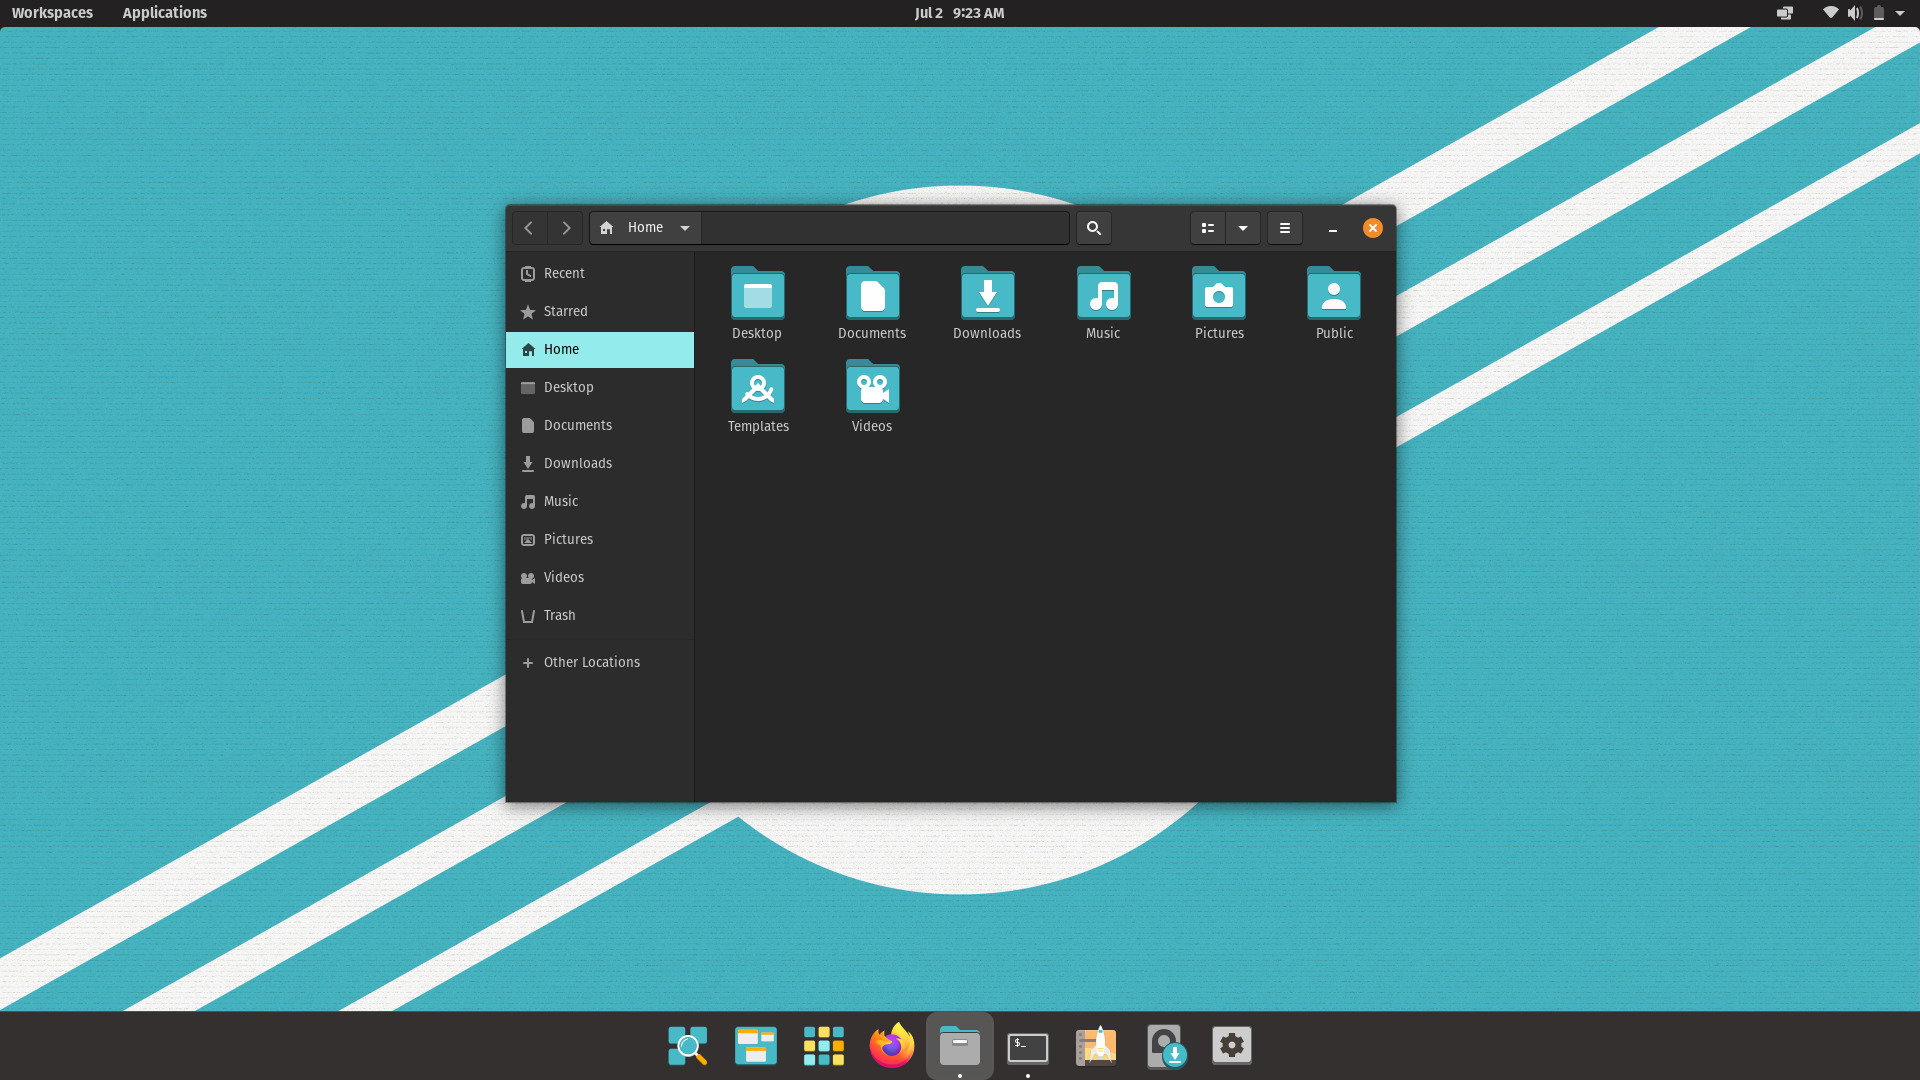 Workspaces Applications Jul 2 9:23 AM
Home
Recent
Starred
Home
Desktop
Documents
Downloads
Music
Pictures
Videos
Trash
Other Locations
Desktop Documents Downloads Music Pictures Public
Templates Videos
$_